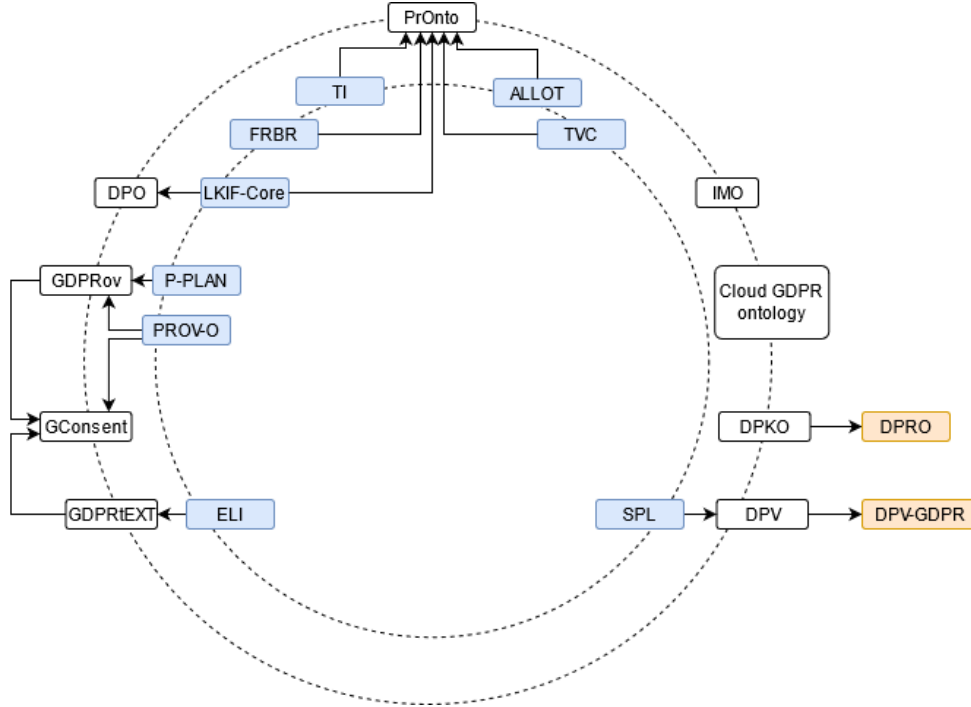 PrOnto
TI
ALLOT
FRBR
TVC
DPO
LKIF-Core
IMO
GDPRov
P-PLAN
Cloud GDPR
ontology
PROV-O
GConsent
DPKO
DPRO
GDPRtEXT
ELI
SPL
DPV
DPV-GDPR